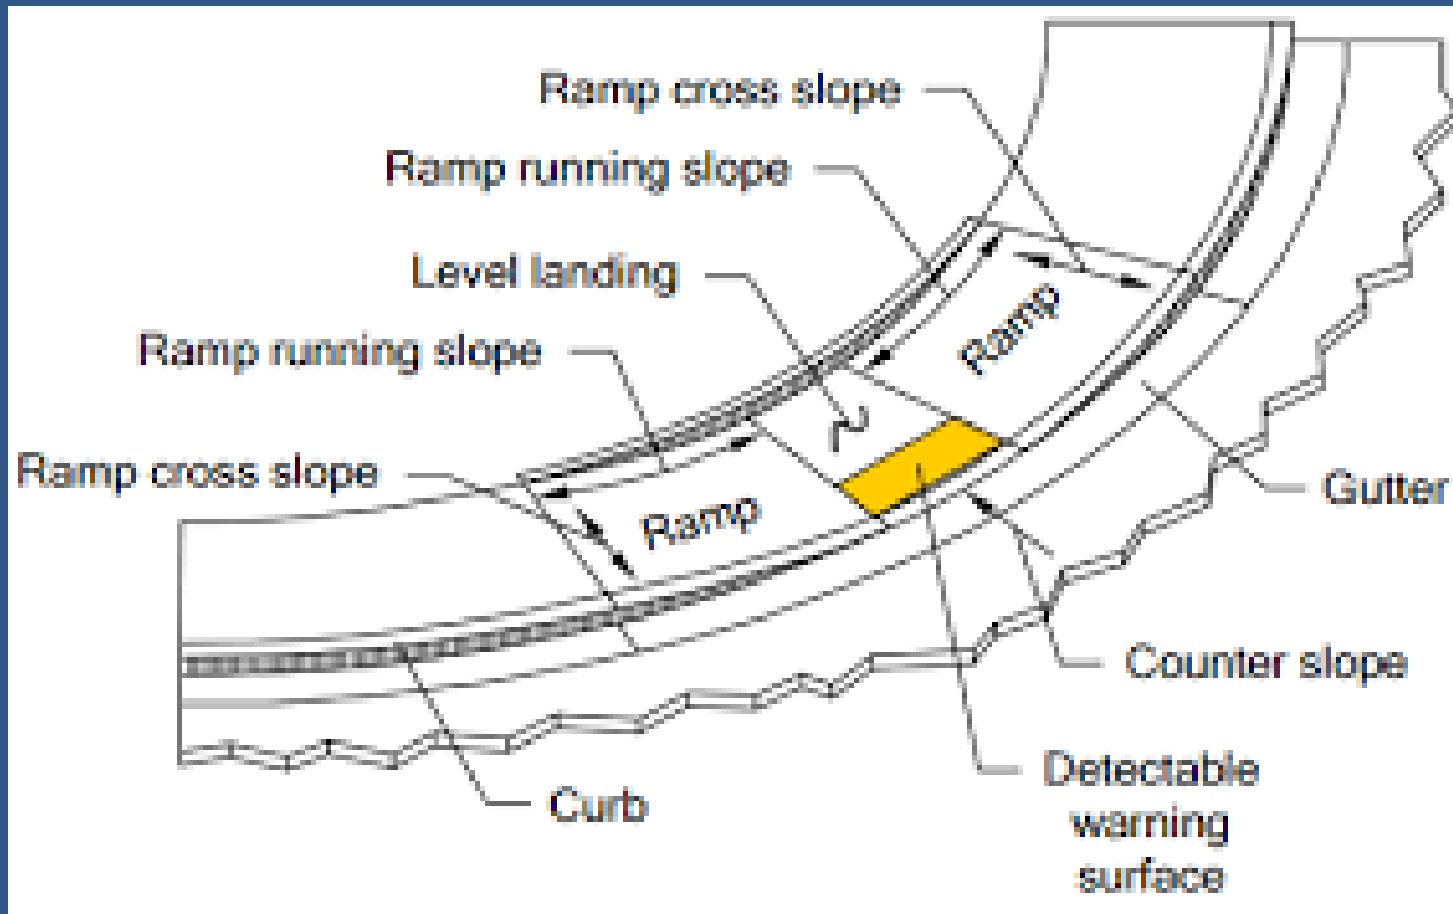 Ramp cross slope
Ramp running slope
Level landing
Ramp
Ramp running slope
Ramp cross slope
Ramp
Gutter
Counter slope
Detectable
warning
surface
Curb